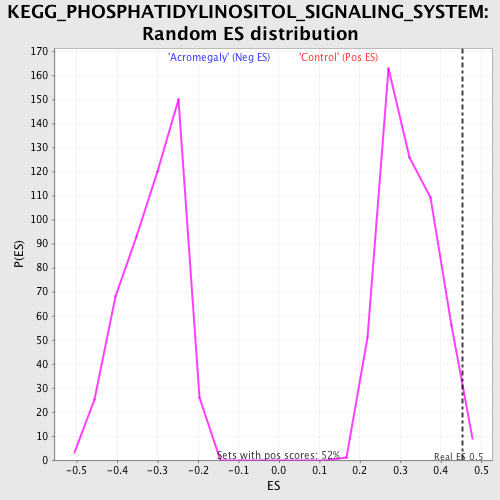 KEGG_PHOSPHATIDYLINOSITOL_SIGNALING_SYSTEM:
Random ES distribution
'Acromegaly' (Neg ES) 'Control' (Pos ES)
170
160
150
140
130
120
110
100
90
80
70
60
50
40
30
20
10
0
P(ES)
Sets with pos scores: 52%
Real ES 0.5
-0.5 -0.4 -0.3 -0.2 -0.1 0.0 0.1 0.2 0.3 0.4 0.5
ES